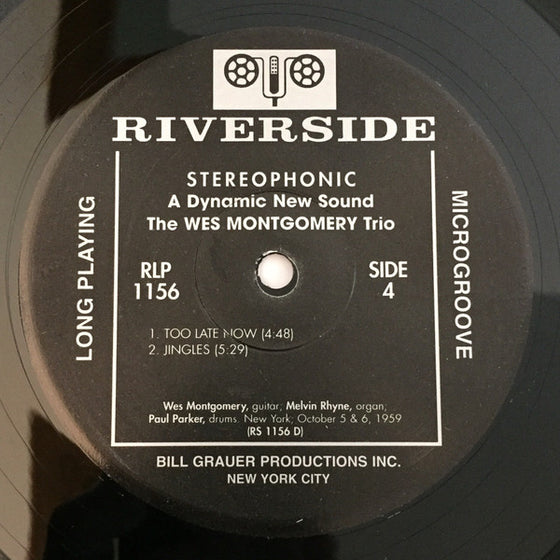 RIVERSIDE
STEREOPHONIC
A Dynamic New Sound
The WES MONTGOMERY Trio
LONG PLAYING
MICROGROOVE
RLP
1156
SIDE
4
1. TOO LATE NOW (4:48)
2. JINGLES (5:29)
Wes Montgomery, guitar; Melvin Rhyne, organ;
Paul Parker, drums. New York; October 5 & 6, 1959
(RS 1156 D)
BILL GRAUER PRODUCTIONS INC.
NEW YORK CITY